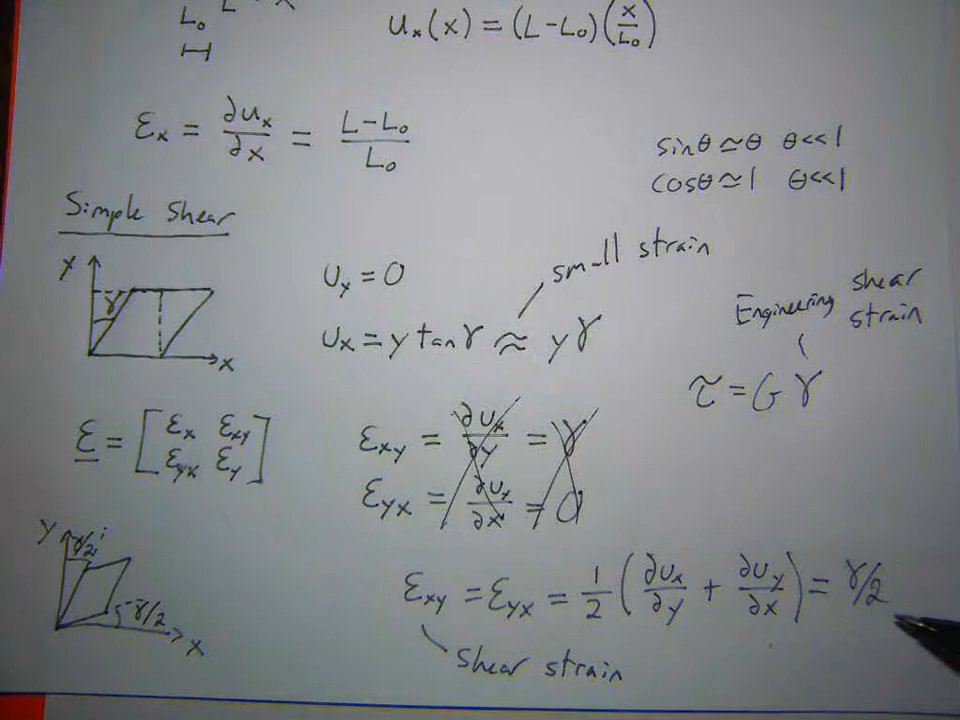 L₀
u_x(x) = (L-L₀)(x/L₀)
ε_x = ∂u_x/∂x = L-L₀/L₀
sinθ≃θ θ<<1
cosθ≃1 θ<<1
Simple Shear
y
γ
x
u_y = 0
small strain
u_x = y tanγ ≈ yγ
Engineering shear strain
τ = Gγ
ε = [ε_x ε_xy
ε_yx ε_y]
ε_xy = ∂u_x/∂y = γ
ε_yx = ∂u_y/∂x = 0
y
γ/2
γ/2
x
ε_xy = ε_yx = 1/2 (∂u_x/∂y + ∂u_y/∂x) = γ/2
shear strain